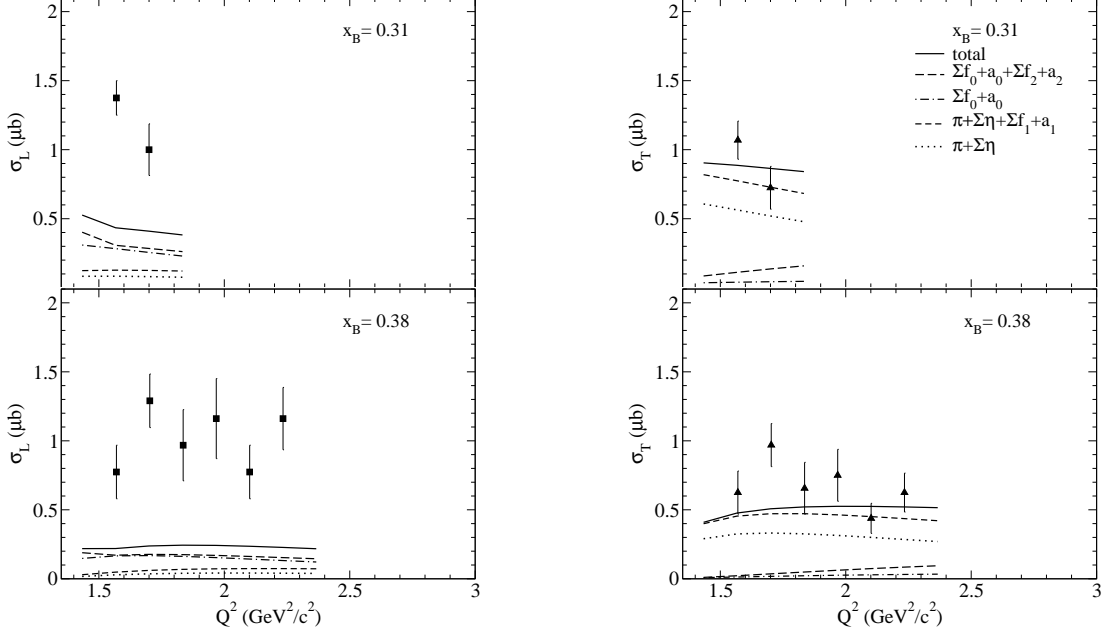 2
x_B= 0.31
1.5
1
0.5
σ_L (μb)
2
x_B= 0.38
1.5
1
0.5
0
σ_L (μb)
1.5 2 2.5 3
Q^2 (GeV^2/c^2)
2
x_B= 0.31
total
Σf_0+a_0+Σf_2+a_2
Σf_0+a_0
π+Ση+Σf_1+a_1
π+Ση
1.5
1
0.5
σ_T (μb)
2
x_B= 0.38
1.5
1
0.5
0
σ_T (μb)
1.5 2 2.5 3
Q^2 (GeV^2/c^2)